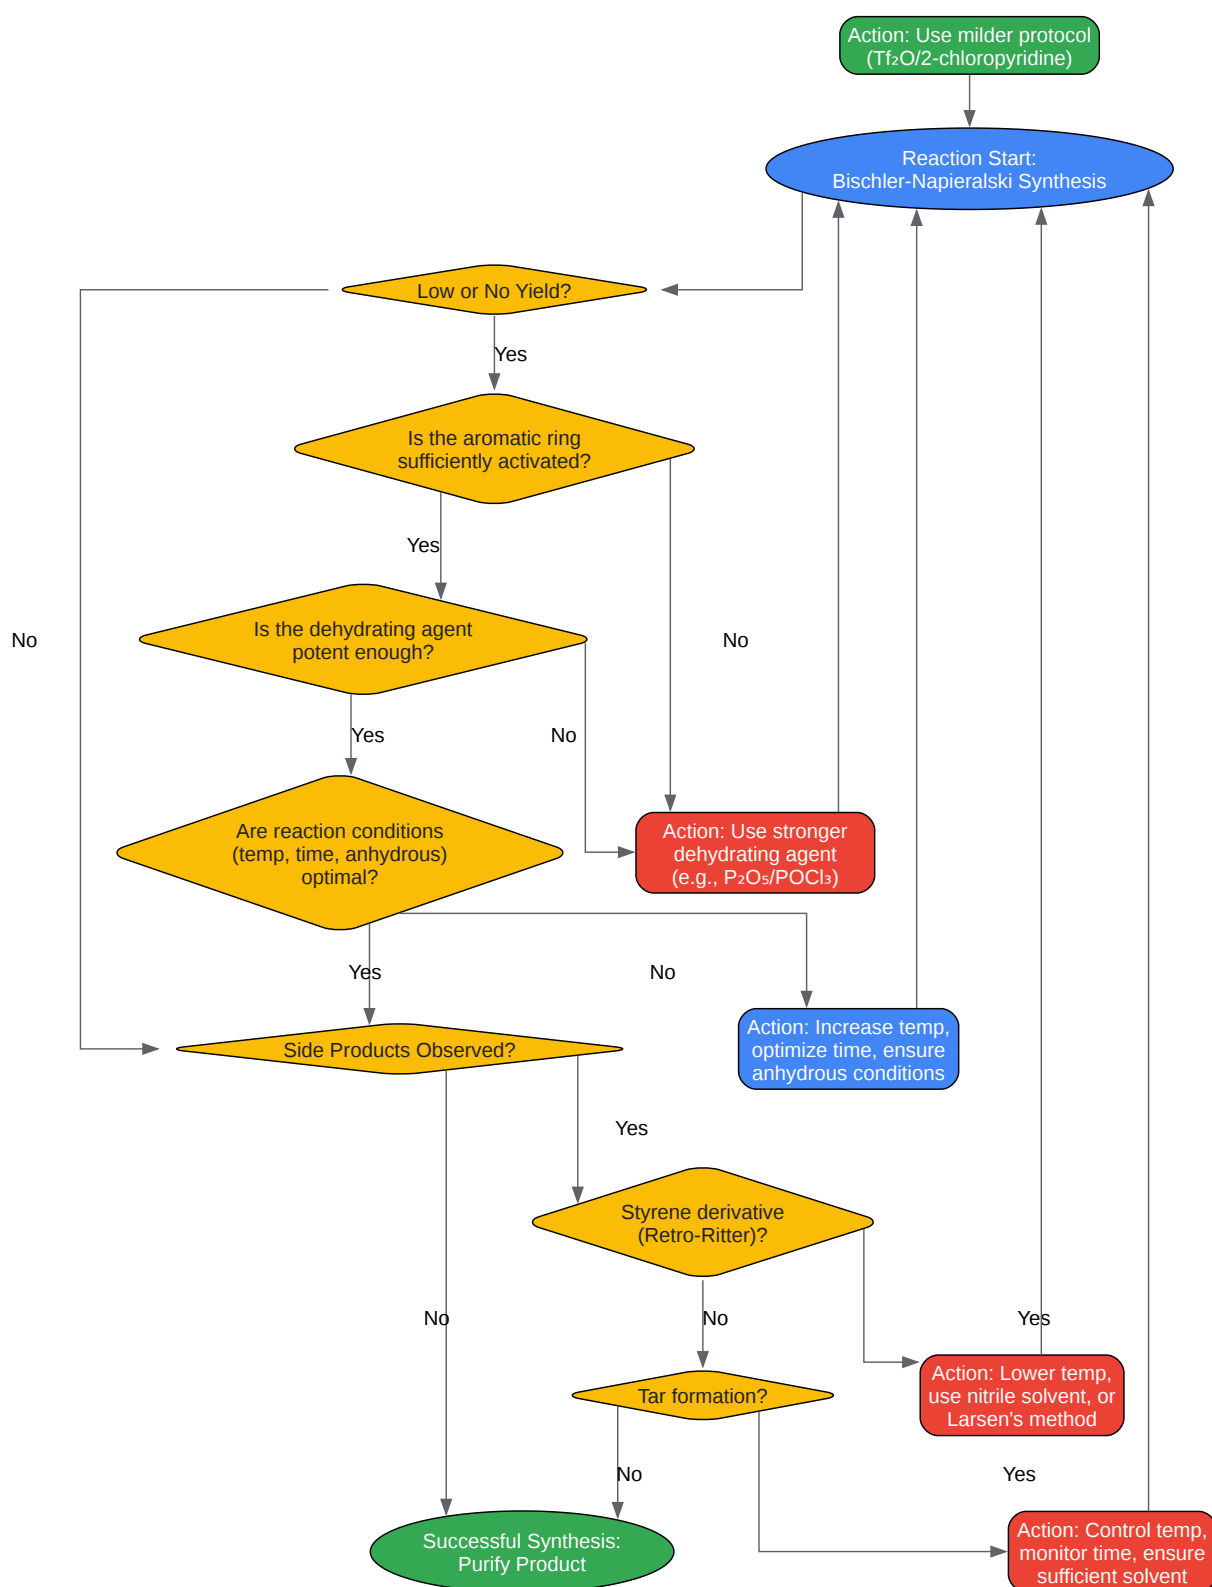 Action: Use milder protocol
(Tf₂O/2-chloropyridine)
Reaction Start:
Bischler-Napieralski Synthesis
Low or No Yield?
Yes
Is the aromatic ring
sufficiently activated?
Yes
Is the dehydrating agent
potent enough?
No
No
Yes
No
Are reaction conditions
(temp, time, anhydrous)
optimal?
Action: Use stronger
dehydrating agent
(e.g., P₂O₅/POCl₃)
Yes
No
Action: Increase temp,
optimize time, ensure
anhydrous conditions
Side Products Observed?
Yes
Styrene derivative
(Retro-Ritter)?
No
No
Yes
Action: Lower temp,
use nitrile solvent, or
Larsen's method
Tar formation?
No
Yes
Successful Synthesis:
Purify Product
Action: Control temp,
monitor time, ensure
sufficient solvent